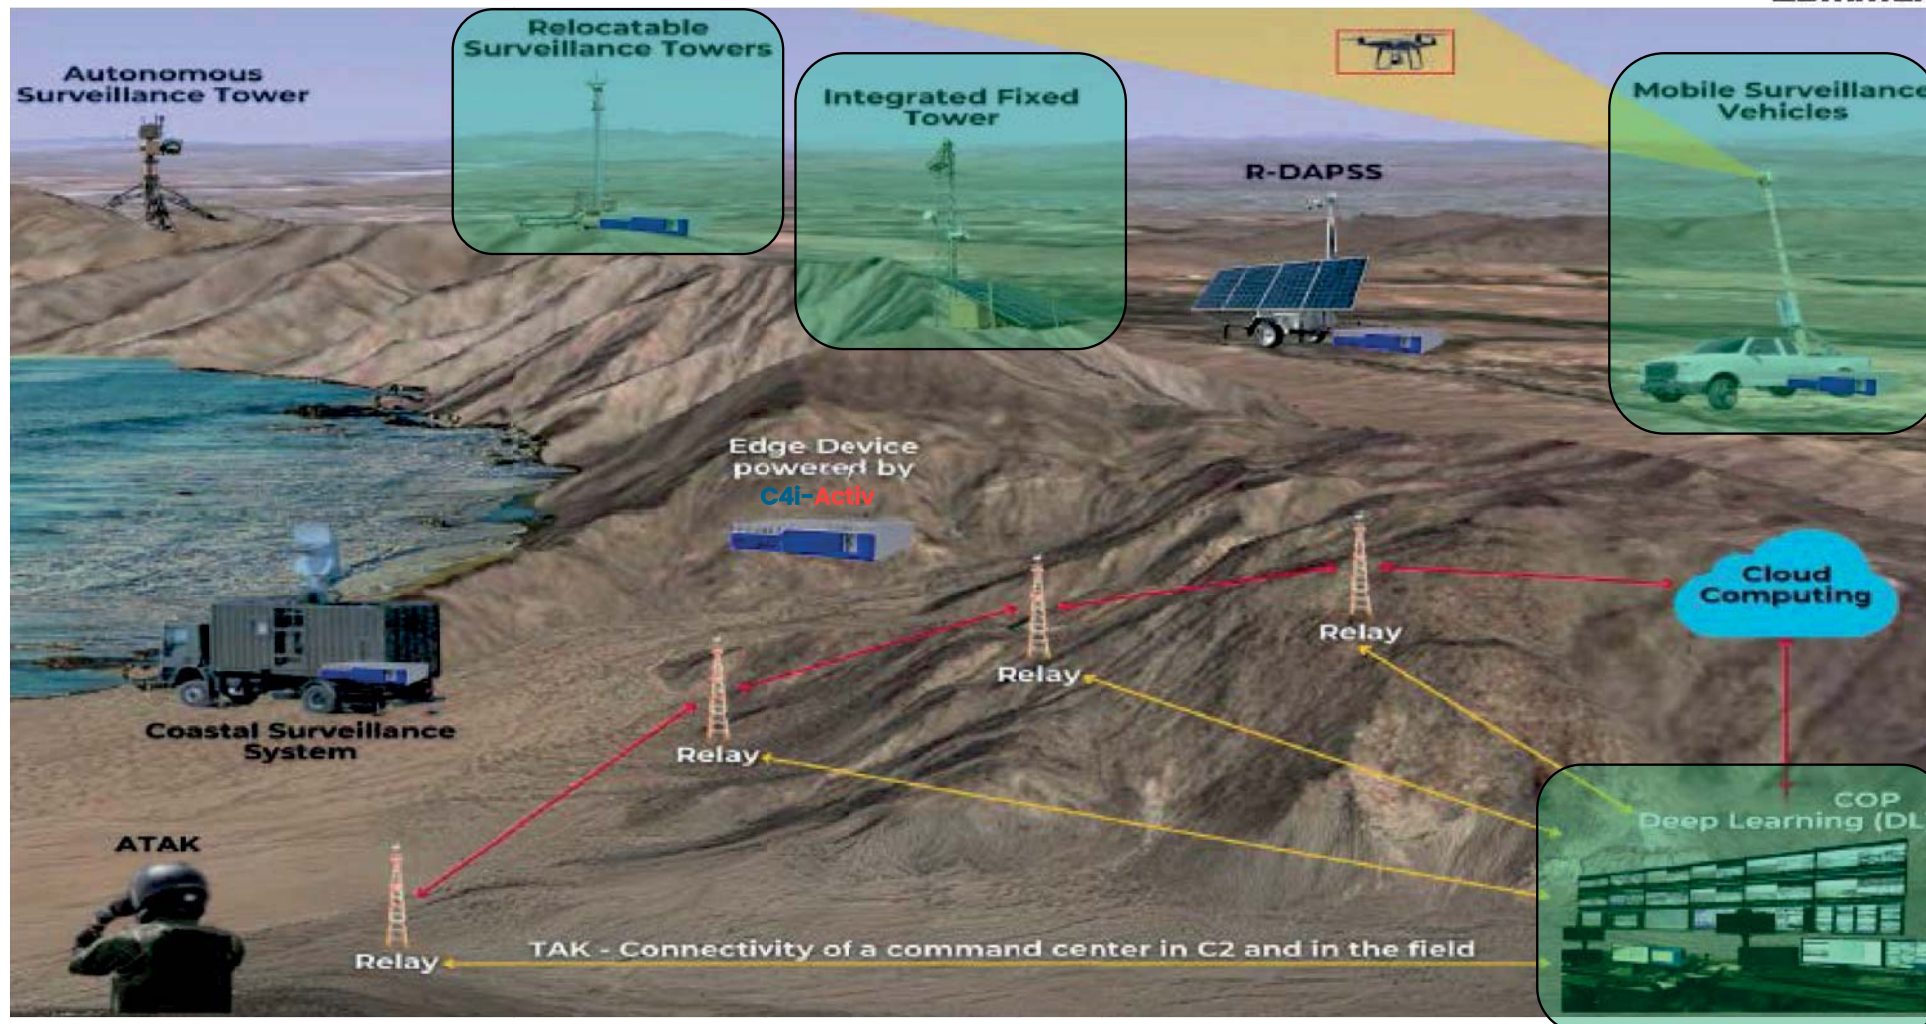 Relocatable
Surveillance Towers
Autonomous
Surveillance Tower
Integrated Fixed
Tower
Mobile Surveillance
Vehicles
R-DAPSS
Edge Device
powered by
C4i-Activ
Cloud
Computing
Relay
Relay
Relay
Coastal Surveillance
System
COP
Deep Learning (DL
ATAK
TAK - Connectivity of a command center in C2 and in the field
Relay